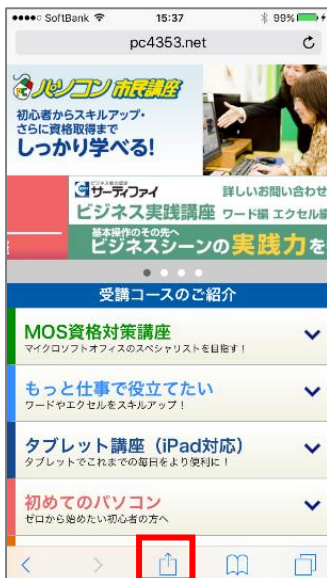 SoftBank 15:37 99%
pc4353.net
パソコン市民講座
初心者からスキルアップ・
さらに資格取得まで
しっかり学べる!
サーティファイ 詳しいお問い合わせ
ビジネス実践講座 ワード編 エクセル編
基本操作のその先へ
ビジネスシーンの実践力を
受講コースのご紹介
MOS資格対策講座
マイクロソフトオフィスのスペシャリストを目指す!
もっと仕事で役立てたい
ワードやエクセルをスキルアップ!
タブレット講座(iPad対応)
タブレットでこれまでの毎日をより便利に!
初めてのパソコン
ゼロから始めたい初心者の方へ